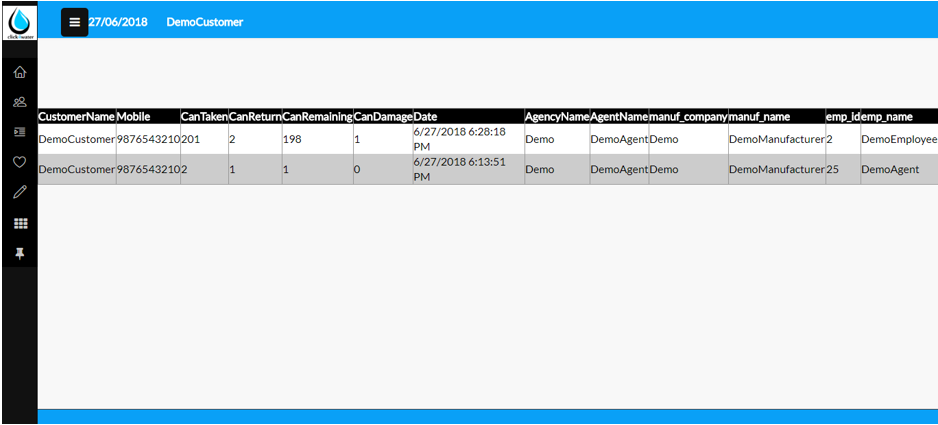 27/06/2018 DemoCustomer
CustomerName Mobile CanTaken CanReturn CanRemaining CanDamage Date AgencyName AgentName manuf_company manuf_name emp_id emp_name
DemoCustomer 9876543210 201 2 198 1 6/27/2018 6:28:18 PM Demo DemoAgent Demo DemoManufacturer 2 DemoEmployee
DemoCustomer 9876543210 2 1 1 0 6/27/2018 6:13:51 PM Demo DemoAgent Demo DemoManufacturer 25 DemoAgent